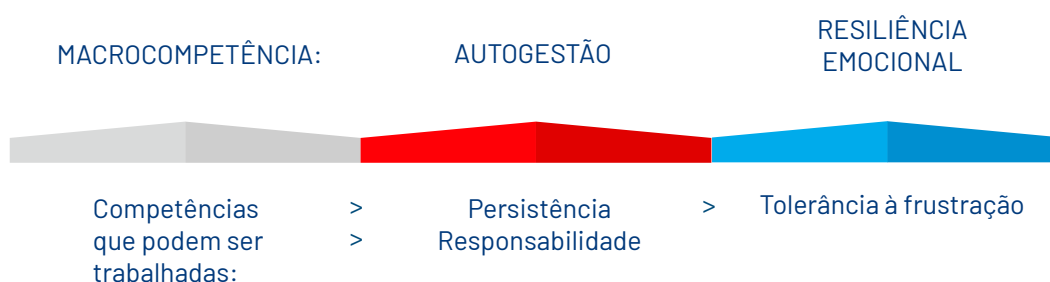 MACROCOMPETÊNCIA:
AUTOGESTÃO
RESILIÊNCIA
EMOCIONAL
Competências
que podem ser
trabalhadas:
> Persistência
> Responsabilidade
> Tolerância à frustração